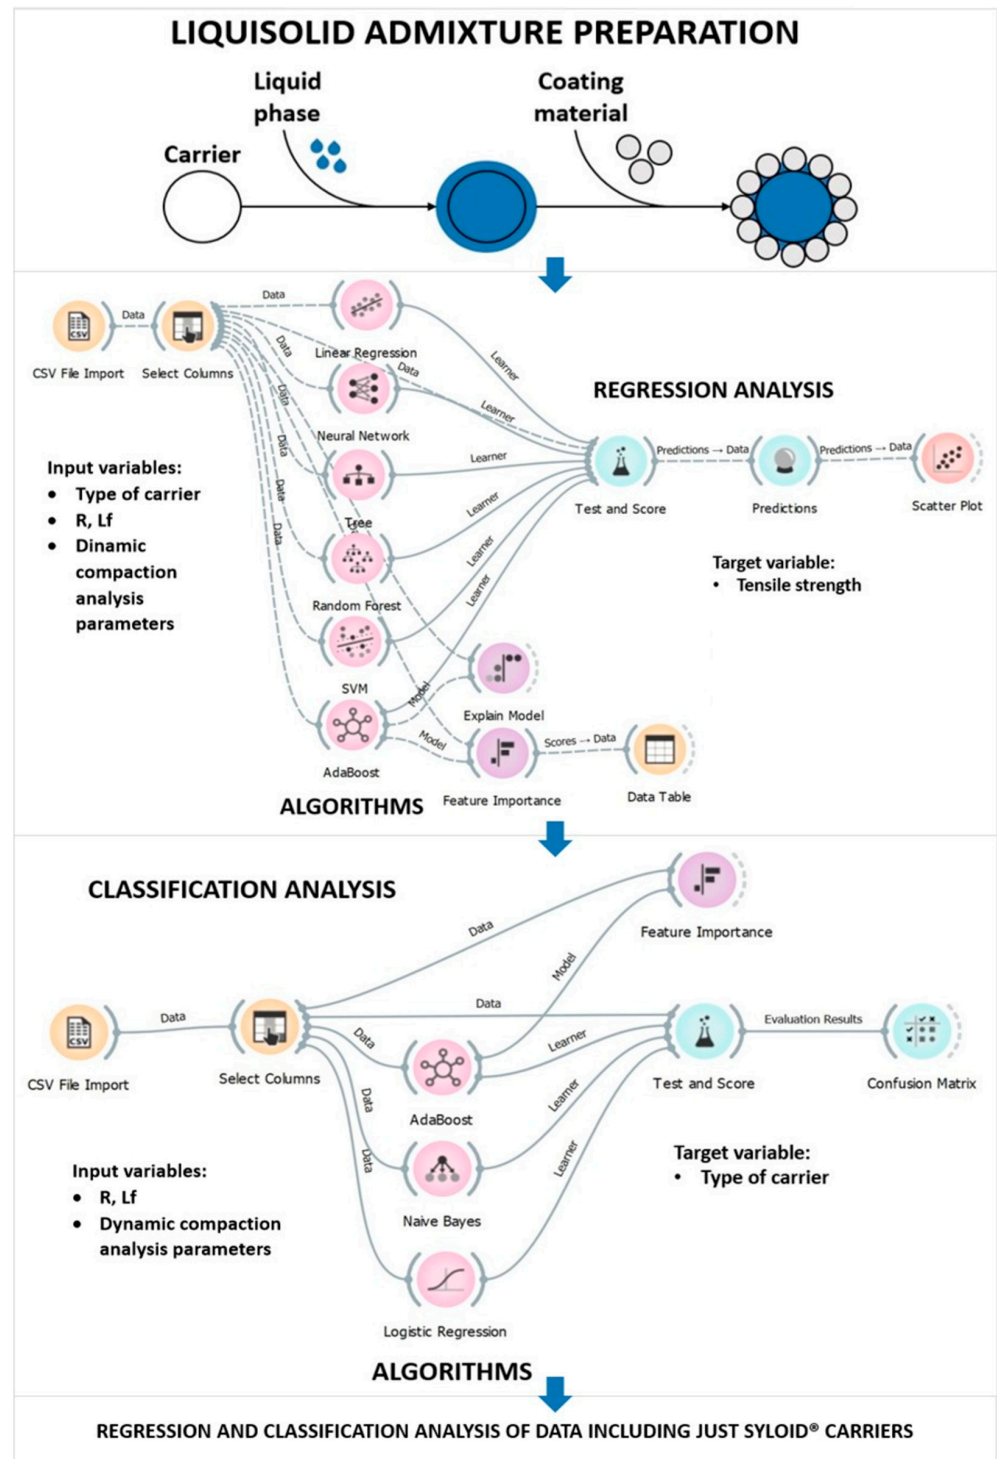 LIQUISOLID ADMIXTURE PREPARATION
Liquid
phase
Coating
material
Carrier
Data
Data
Linear Regression
Learner
CSV File Import
Select Columns
Data
Data
Neural Network
Learner
REGRESSION ANALYSIS
Data
Data
Data
Data
Learner
Tree
Learner
Random Forest
Learner
SVM
Learner
AdaBoost
Predictions → Data
Predictions → Data
Test and Score
Predictions
Scatter Plot
Input variables:
• Type of carrier
• R, Lf
• Dinamic
compaction
analysis
parameters
Target variable:
• Tensile strength
Model
Explain Model
Model
Scores → Data
Feature Importance
Data Table
ALGORITHMS
CLASSIFICATION ANALYSIS
Data
Feature Importance
Model
Data
Data
Evaluation Results
CSV File Import
Select Columns
Data
Learner
AdaBoost
Test and Score
Confusion Matrix
Data
Learner
Naive Bayes
Data
Learner
Logistic Regression
Input variables:
• R, Lf
• Dynamic compaction
analysis parameters
Target variable:
• Type of carrier
ALGORITHMS
REGRESSION AND CLASSIFICATION ANALYSIS OF DATA INCLUDING JUST SYLOID® CARRIERS